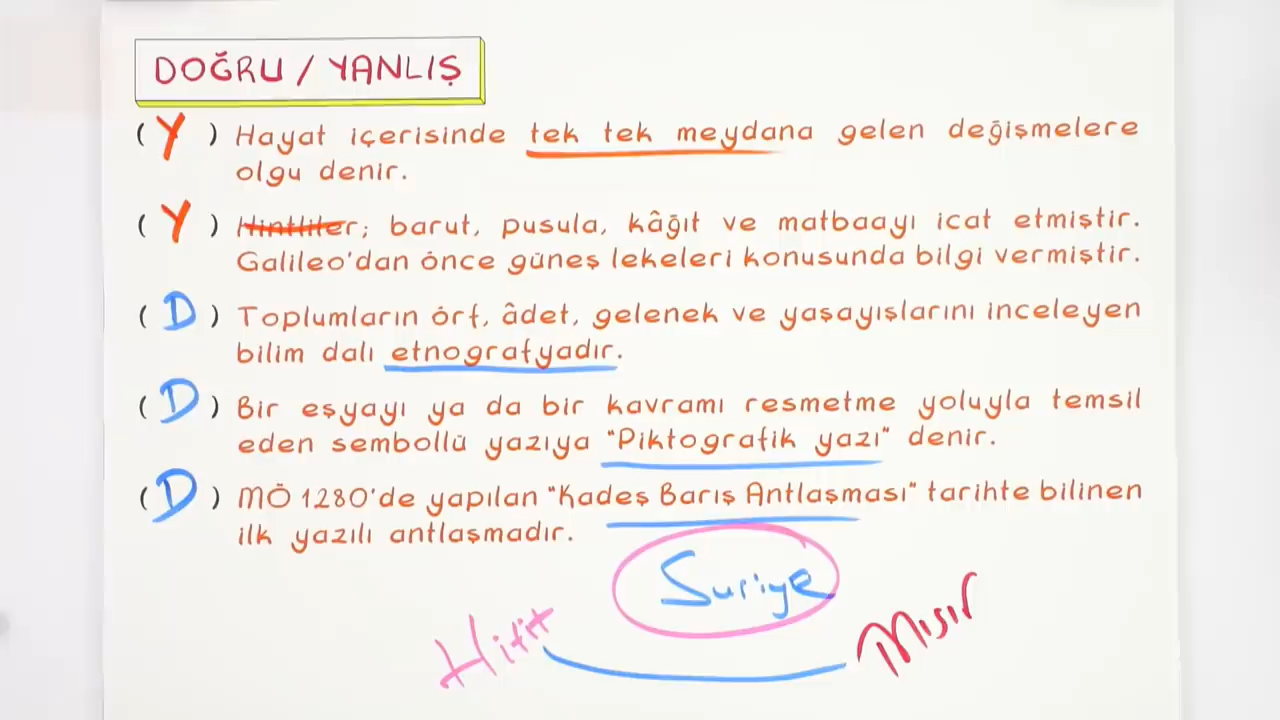 DOĞRU / YANLIŞ
( Y ) Hayat içerisinde tek tek meydana gelen değişmelere
olgu denir.
( Y ) Hintliler; barut, pusula, kâğıt ve matbaayı icat etmiştir.
Galileo'dan önce güneş lekeleri konusunda bilgi vermiştir.
( D ) Toplumların örf, âdet, gelenek ve yaşayışlarını inceleyen
bilim dalı etnografyadır.
( D ) Bir eşyayı ya da bir kavramı resmetme yoluyla temsil
eden sembollü yazıya "Piktografik yazı" denir.
( D ) MÖ 1280'de yapılan "Kadeş Barış Antlaşması" tarihte bilinen
ilk yazılı antlaşmadır.
Suriye
Hitit Mısır